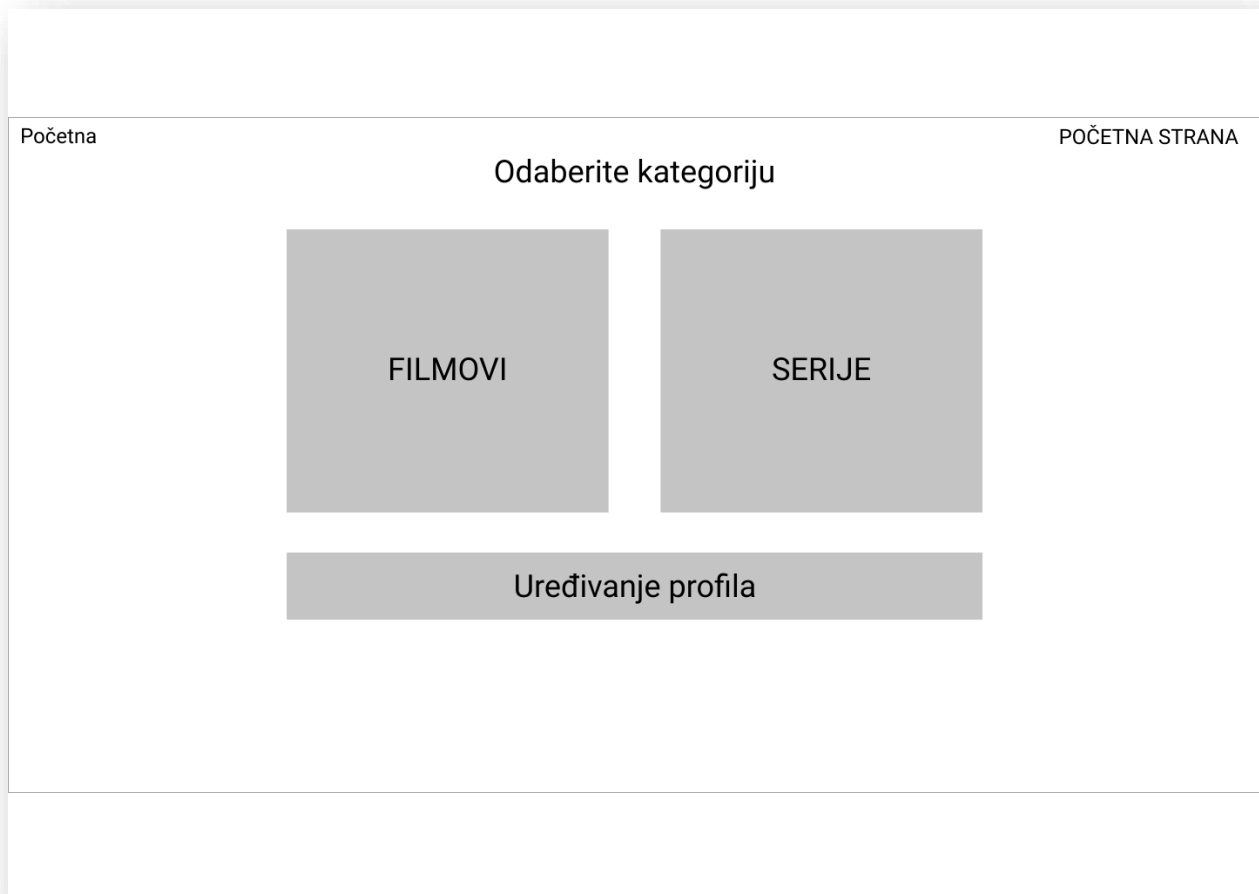 Početna
POČETNA STRANA
Odaberite kategoriju
FILMOVI
SERIJE
Uređivanje profila